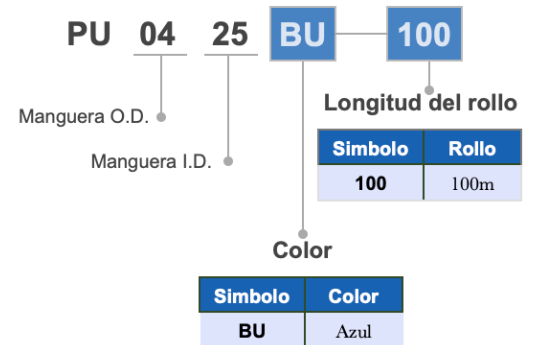 PU 04 25 BU 100
Manguera O.D.
Manguera I.D.
Longitud del rollo
Simbolo Rollo
100 100m
Color
Simbolo Color
BU Azul